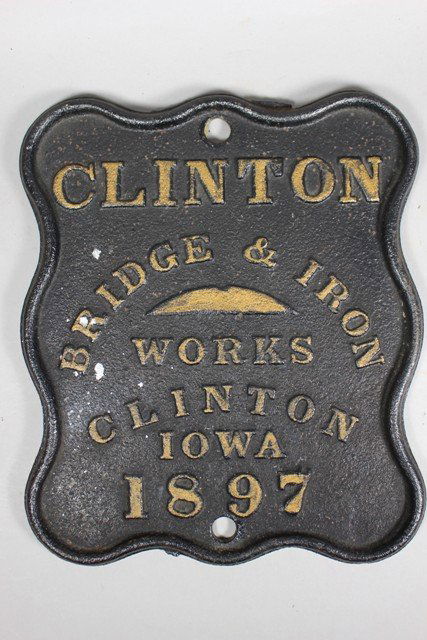 CLINTON
BRIDGE & IRON
WORKS
CLINTON
IOWA
1897